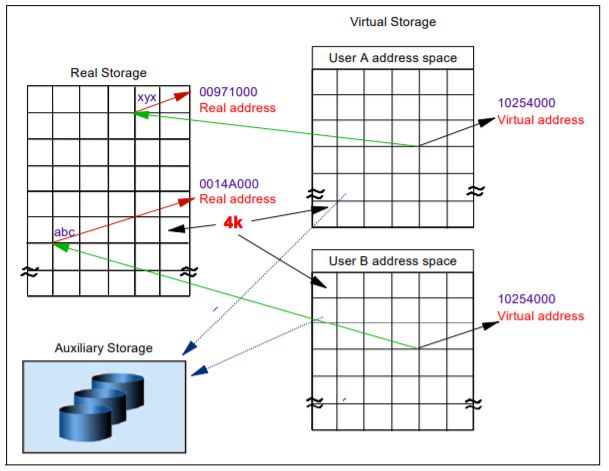 Virtual Storage
User A address space
Real Storage
xyx
00971000
Real address
10254000
Virtual address
0014A000
Real address
4k
abc
User B address space
10254000
Virtual address
Auxiliary Storage